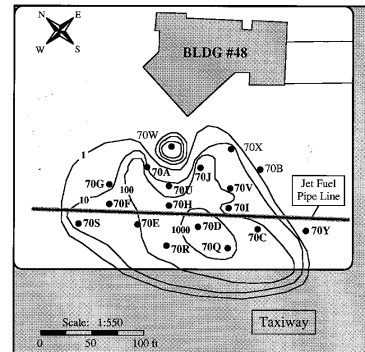 N E
W S
BLDG #48
70W
1
70X
70A
70J
70B
70G
100
70U
70V
Jet Fuel
Pipe Line
10
70F
70H
70I
70S
70E
1000
70D
70C
70Y
70R
70Q
Scale: 1:550
Taxiway
0 50 100 ft